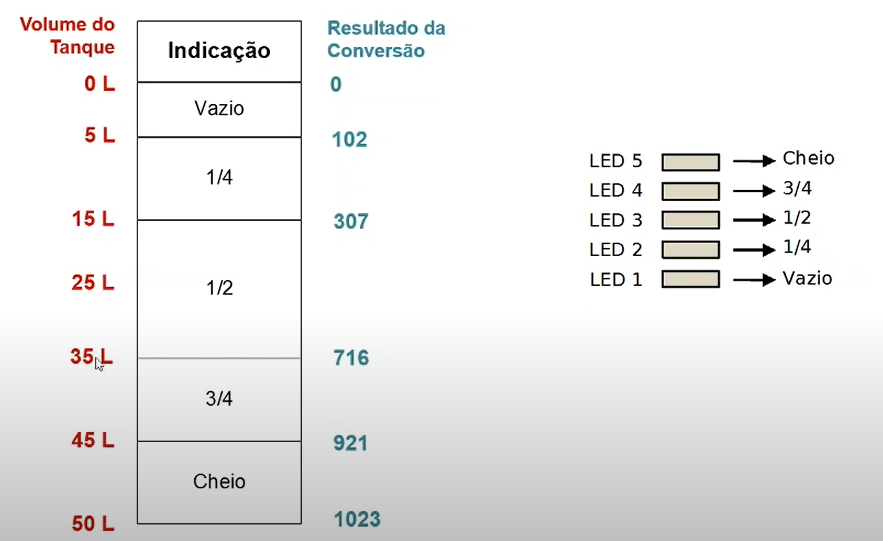 Volume do
Tanque
Indicação
Resultado da
Conversão
0 L
Vazio
0
5 L
102
1/4
15 L
307
25 L
1/2
35 L
716
3/4
45 L
921
Cheio
50 L
1023
LED 5
Cheio
LED 4
3/4
LED 3
1/2
LED 2
1/4
LED 1
Vazio